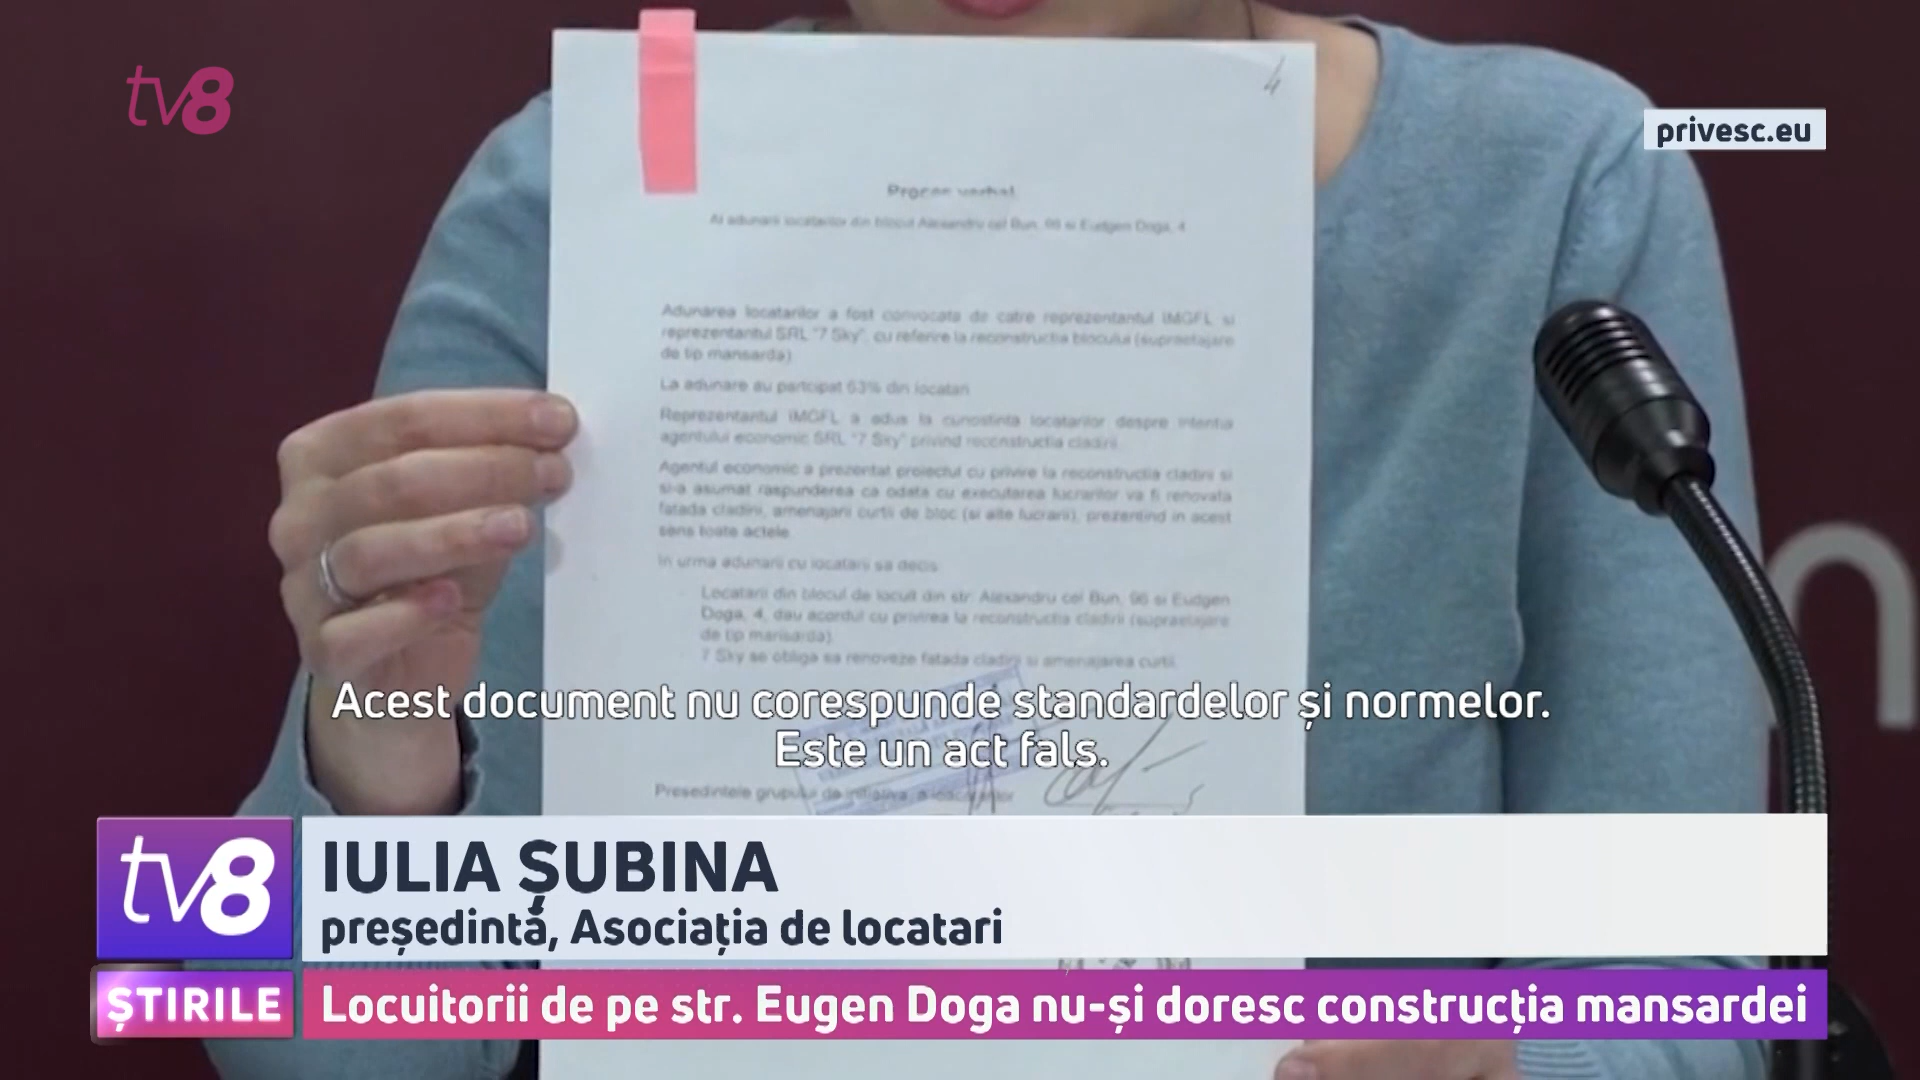 tv8
privesc.eu
4
Proces verbal
Al adunarii locatarilor din blocul Alexandru cel Bun, 96 si Eudgen Doga, 4
Adunarea locatarilor a fost convocata de catre reprezentantul IMGFL si
reprezentantul SRL "7 Sky", cu referire la reconstructia blocului (supraetajare
de tip mansarda)
La adunare au participat 63% din locatari
Reprezentantul IMGFL a adus la cunostinta locatarilor despre intentia
agentului economic SRL "7 Sky" privind reconstructia cladirii.
Agentul economic a prezentat proiectul cu privire la reconstructia cladirii si
si-a asumat raspunderea ca odata cu executarea lucrarilor va fi renovata
fatada cladirii, amenajarii curtii de bloc (si alte lucrari), prezentind in acest
sens toate actele.
In urma adunarii cu locatarii sa decis
Locatarii din blocul de locuit din str. Alexandru cel Bun, 96 si Eudgen
Doga, 4, dau acordul cu privirea la reconstructia cladirii (supraetajare
de tip mansarda).
7 Sky se obliga sa renoveze fatada cladirii si amenajarea curtii.
Acest document nu corespunde standardelor și normelor.
Este un act fals.
Presedintele grupului de initiativa, a locatarilor
tv8
IULIA ȘUBINA
președintă, Asociația de locatari
ȘTIRILE
Locuitorii de pe str. Eugen Doga nu-și doresc construcția mansardei